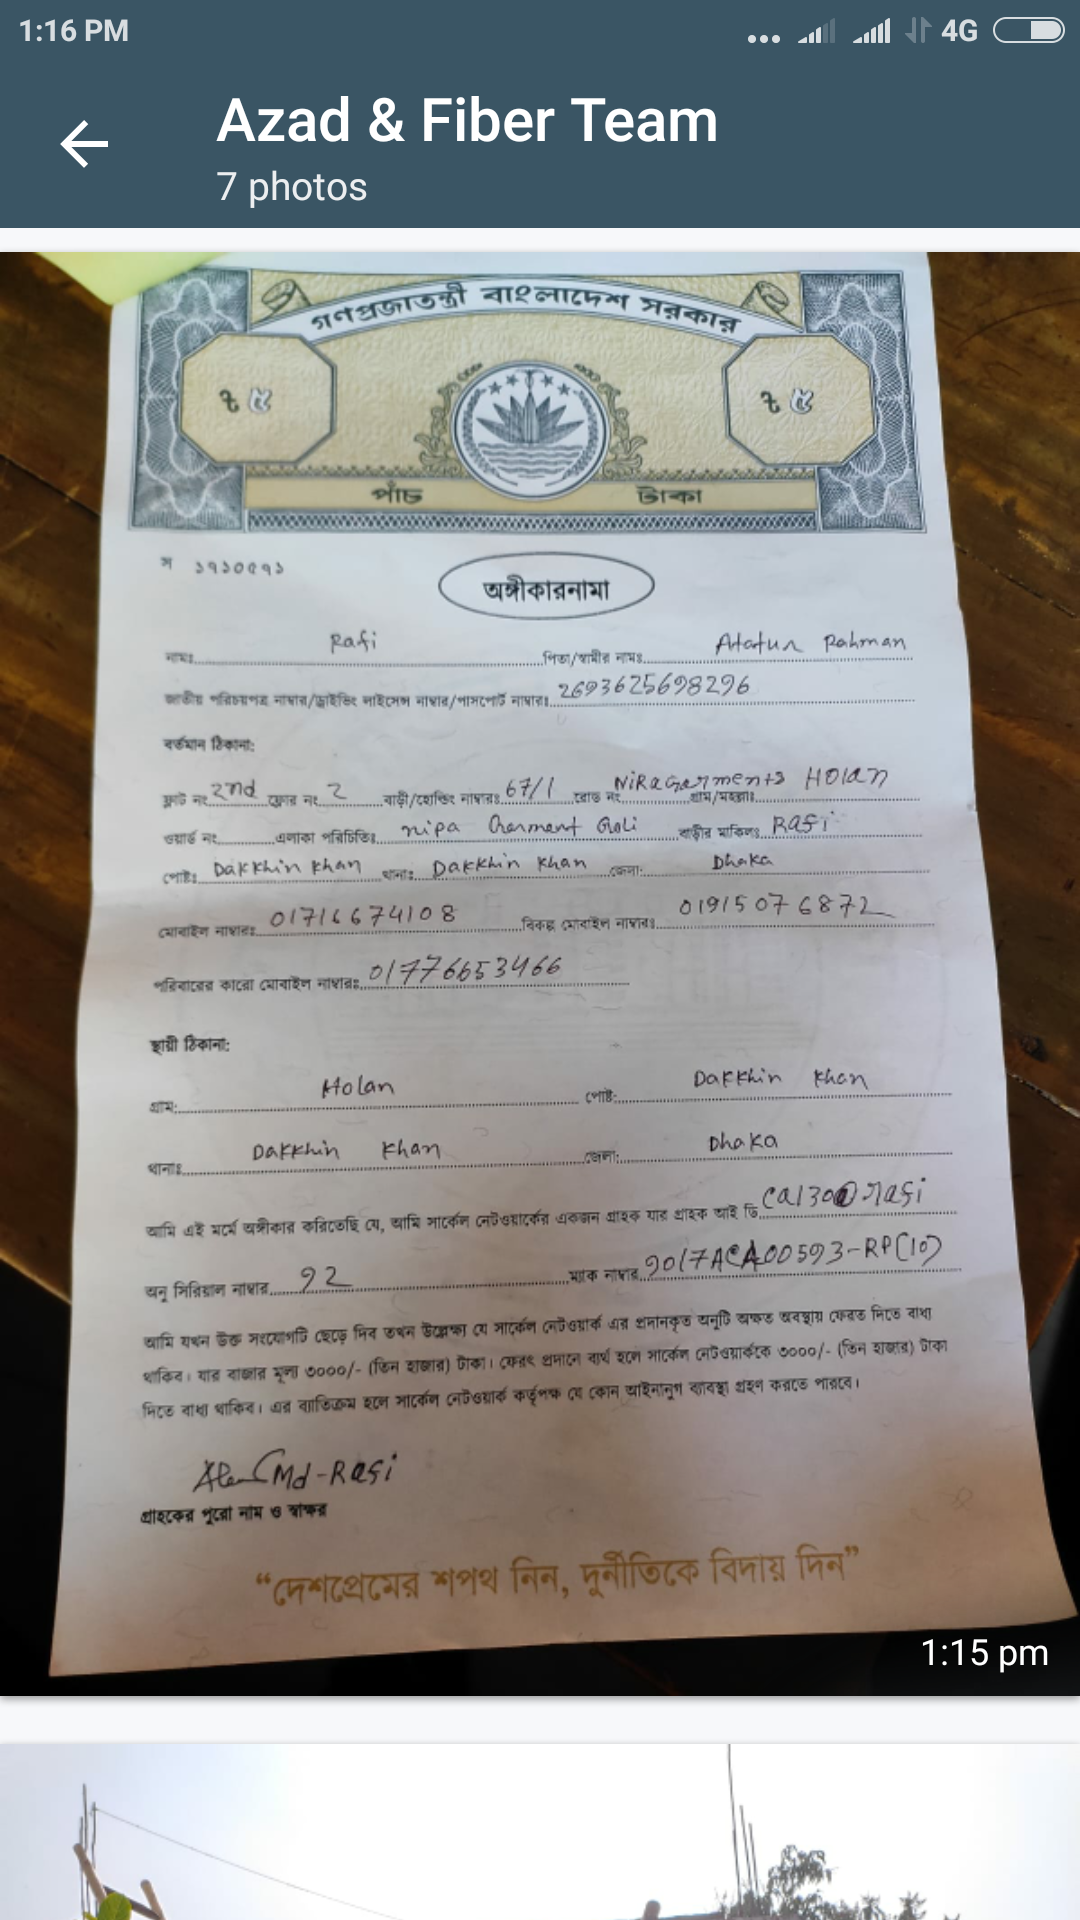 1:16 PM
4G
Azad & Fiber Team
7 photos
গণপ্রজাতন্ত্রী বাংলাদেশ সরকার
৳ ৫ ৳ ৫
পাঁচ টাকা
স ১৭১০৫৭১
অঙ্গীকারনামা
নামঃ Rafi পিতা/স্বামীর নামঃ Rahman
জাতীয় পরিচয়পত্র নাম্বার/ড্রাইভিং লাইসেন্স নাম্বার/পাসপোর্ট নাম্বারঃ 2693625698296
বর্তমান ঠিকানা:
ফ্লাট নং 2nd ফ্লোর নং 2 বাড়ী/হোল্ডিং নাম্বারঃ 67/1 রোড নং NiRa Garments গ্রাম/মহল্লাঃ HOlan
ওয়ার্ড নং এলাকা পরিচিতিঃ nipa Garment Goli বাড়ীর মালিকঃ Rafi
পোষ্টঃ Dakkhin khan থানাঃ Dakkhin khan জেলা: Dhaka
মোবাইল নাম্বারঃ 01716674108 বিকল্প মোবাইল নাম্বারঃ 01915076872
পরিবারের কারো মোবাইল নাম্বারঃ 01776653466
স্থায়ী ঠিকানা:
গ্রাম: Holan পোষ্ট: Dakkhin khan
থানাঃ Dakkhin khan জেলা: Dhaka
আমি এই মর্মে অঙ্গীকার করিতেছি যে, আমি সার্কেল নেটওয়ার্কের একজন গ্রাহক যার গ্রাহক আই ডি
অনু সিরিয়াল নাম্বার 92 ম্যাক নাম্বার 9017ACA00593-RP(10)
আমি যখন উক্ত সংযোগটি ছেড়ে দিব তখন উল্লেক্ষা যে সার্কেল নেটওয়ার্ক এর প্রদানকৃত অনুটি অক্ষত অবস্থায় ফেরত দিতে বাধ্য
থাকিব। যার বাজার মূল্য ৩০০০/- (তিন হাজার) টাকা। ফেরৎ প্রদানে ব্যর্থ হলে সার্কেল নেটওয়ার্ককে ৩০০০/- (তিন হাজার) টাকা
দিতে বাধ্য থাকিব। এর ব্যাতিক্রম হলে সার্কেল নেটওয়ার্ক কর্তৃপক্ষ যে কোন আইনানুগ ব্যবস্থা গ্রহণ করতে পারবে।
Md-Rafi
গ্রাহকের পুরো নাম ও স্বাক্ষর
“দেশপ্রেমের শপথ নিন, দুর্নীতিকে বিদায় দিন”
1:15 pm